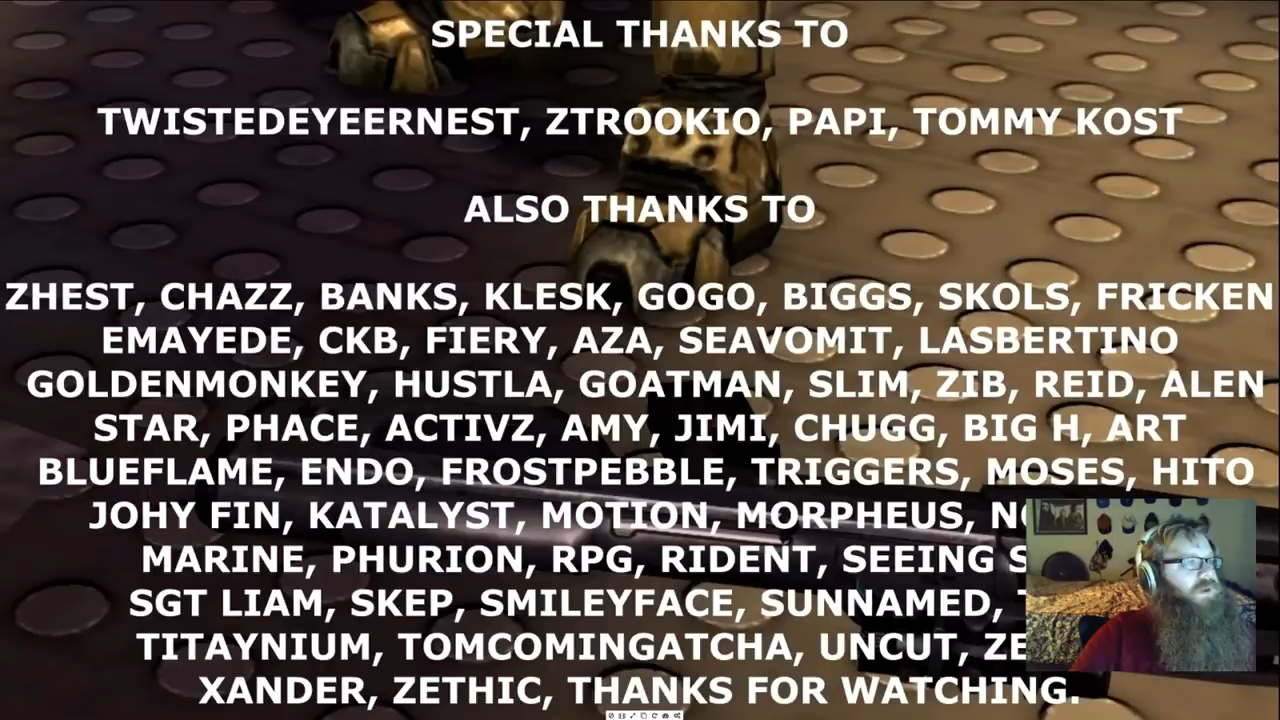 SPECIAL THANKS TO
TWISTEDEYEERNEST, ZTROOKIO, PAPI, TOMMY KOST
ALSO THANKS TO
ZHEST, CHAZZ, BANKS, KLESK, GOGO, BIGGS, SKOLS, FRICKEN
EMAYEDE, CKB, FIERY, AZA, SEAVOMIT, LASBERTINO
GOLDENMONKEY, HUSTLA, GOATMAN, SLIM, ZIB, REID, ALEN
STAR, PHACE, ACTIVZ, AMY, JIMI, CHUGG, BIG H, ART
BLUEFLAME, ENDO, FROSTPEBBLE, TRIGGERS, MOSES, HITO
JOHY FIN, KATALYST, MOTION, MORPHEUS,
MARINE, PHURION, RPG, RIDENT, SEEING
SGT LIAM, SKEP, SMILEYFACE, SUNNAMED,
TITAYNIUM, TOMCOMINGATCHA, UNCUT,
XANDER, ZETHIC, THANKS FOR WATCHING.